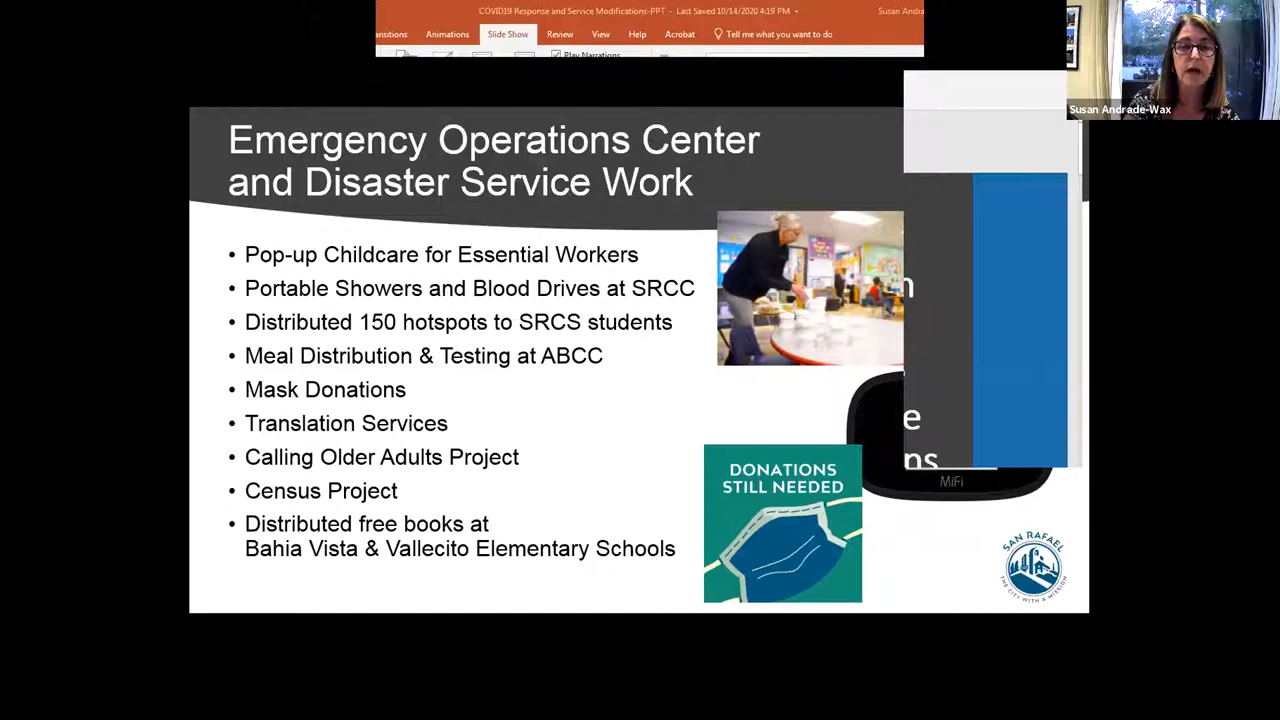 COVID19 Response and Service Modifications-PPT - Last Saved 10/14/2020 4:19 PM
Susan Andra
nsitions Animations Slide Show Review View Help Acrobat Tell me what you want to do
Play Narrations
Susan Andrade-Wax
Emergency Operations Center
and Disaster Service Work
• Pop-up Childcare for Essential Workers
• Portable Showers and Blood Drives at SRCC
• Distributed 150 hotspots to SRCS students
• Meal Distribution & Testing at ABCC
• Mask Donations
• Translation Services
• Calling Older Adults Project
• Census Project
• Distributed free books at
Bahia Vista & Vallecito Elementary Schools
n
e
ns
MiFi
DONATIONS
STILL NEEDED
SAN RAFAEL
THE CITY WITH A MISSION